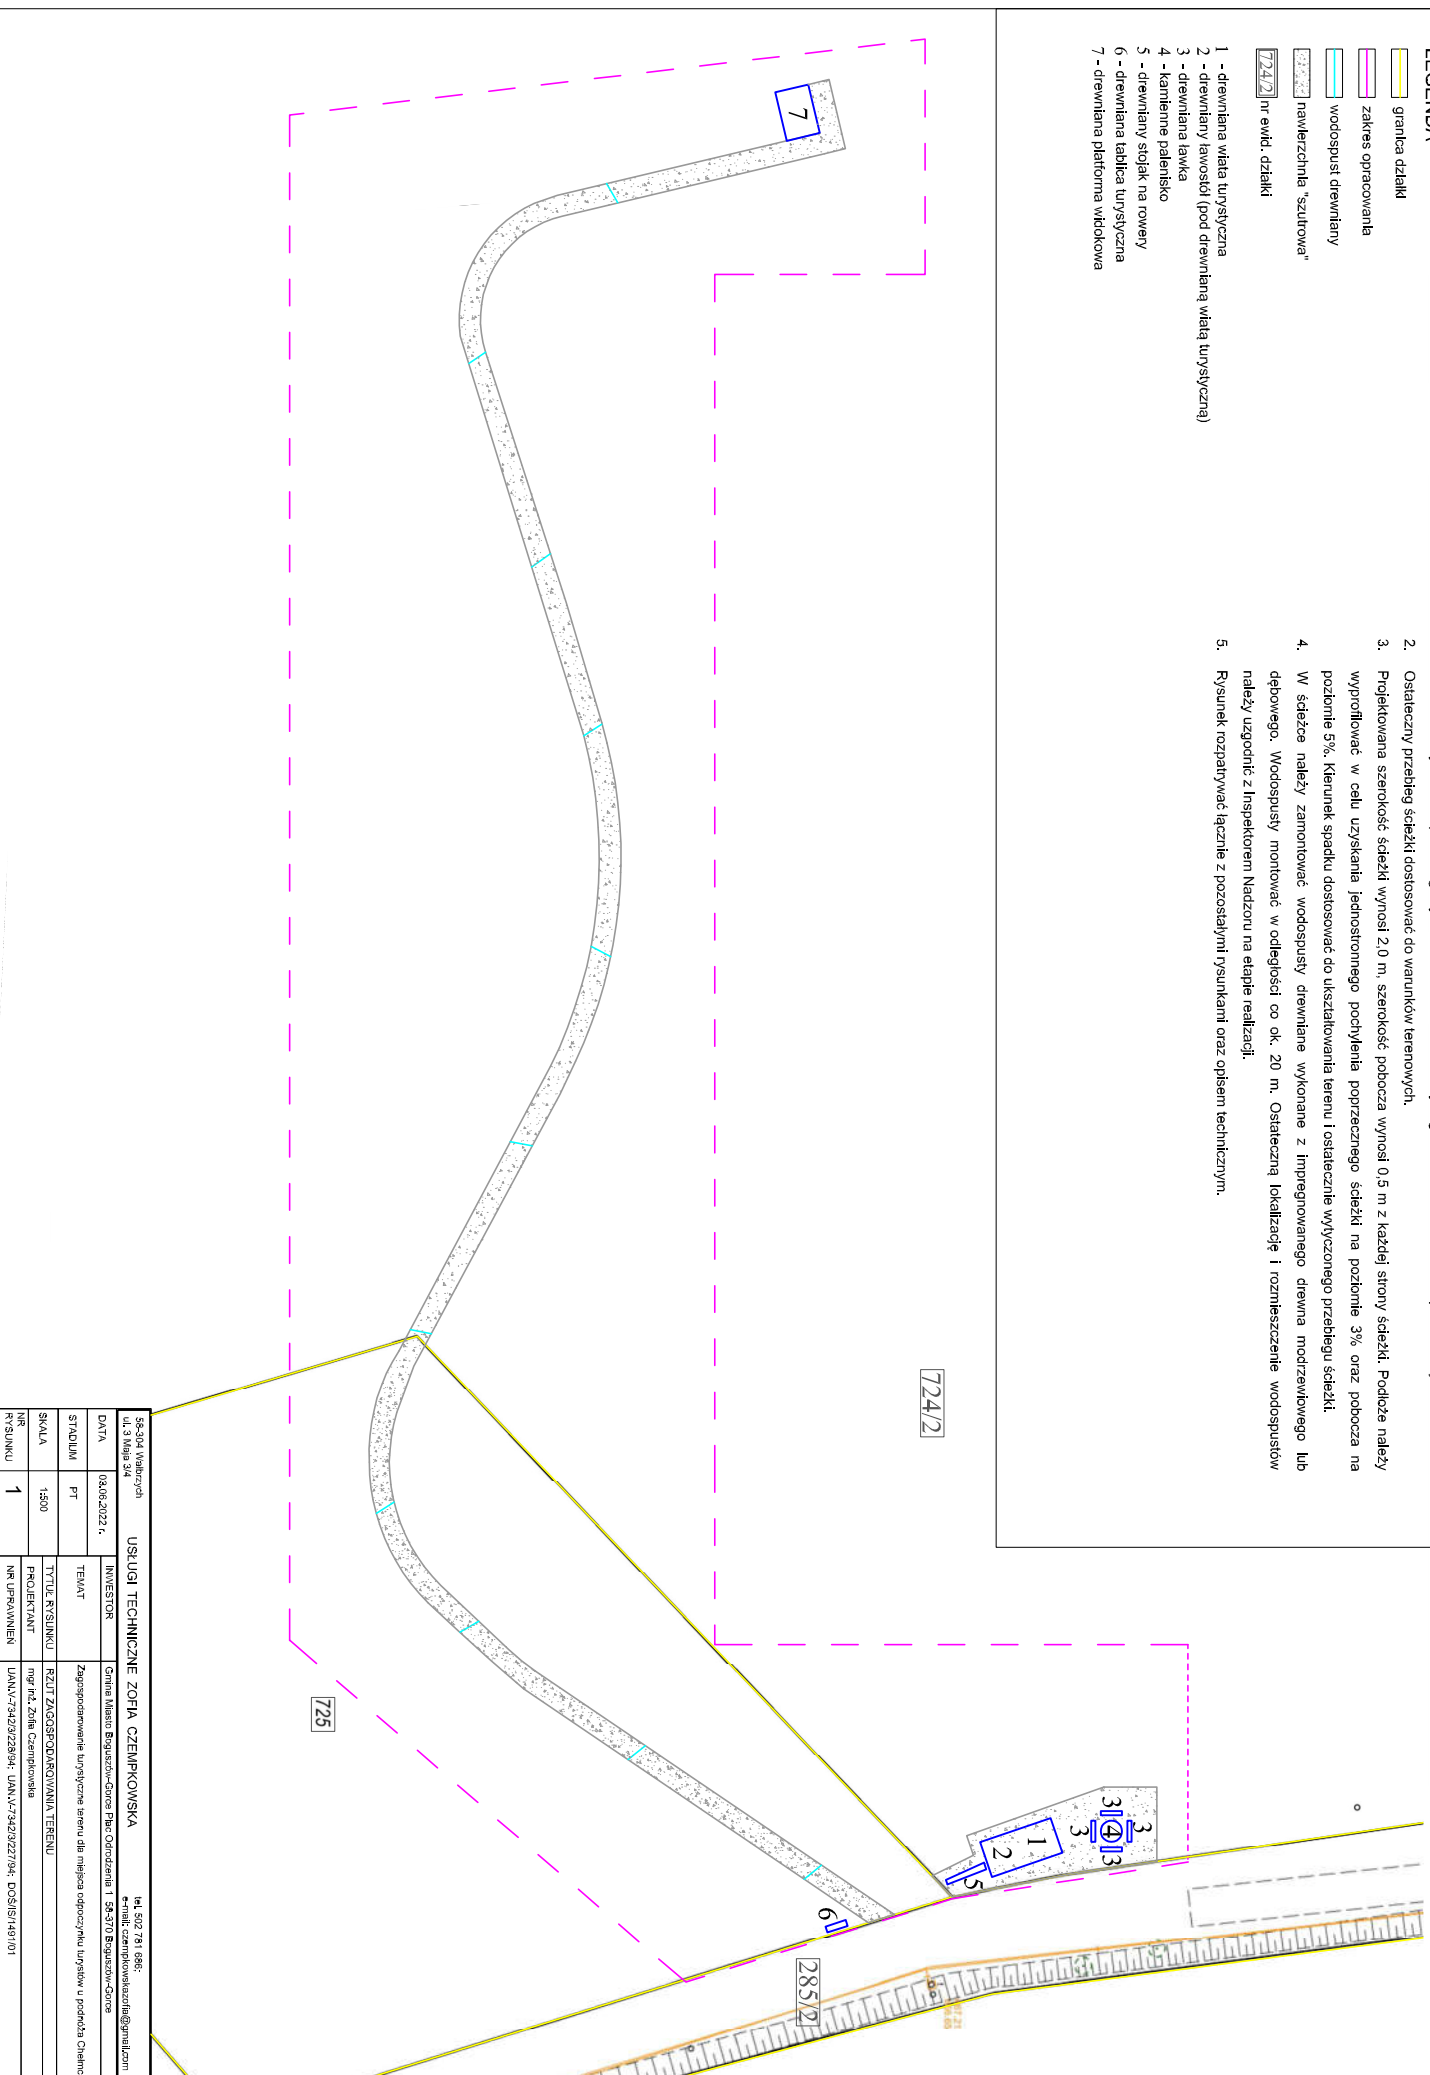 granica działki
zakres opracowania
wodospust drewniany
nawierzchnia "szutrowa"
724/2 nr ewid. działki
1 - drewniana wiata turystyczna
2 - drewniany ławostół (pod drewnianą wiatą turystyczną)
3 - drewniana ławka
4 - kamienne palenisko
5 - drewniany stojak na rowery
6 - drewniana tablica turystyczna
7 - drewniana platforma widokowa
2. Ostateczny przebieg ścieżki dostosować do warunków terenowych.
3. Projektowana szerokość ścieżki wynosi 2,0 m, szerokość pobocza wynosi 0,5 m z każdej strony ścieżki. Podłoże należy
wyprofilować w celu uzyskania jednostronnego pochylenia poprzecznego ścieżki na poziomie 3% oraz pobocza na
poziomie 5%. Kierunek spadku dostosować do ukształtowania terenu i ostatecznie wytyczonego przebiegu ścieżki.
4. W ścieżce należy zamontować wodospusty drewniane wykonane z impregnowanego drewna modrzewiowego lub
dębowego. Wodospusty montować w odległości co ok. 20 m. Ostateczną lokalizację i rozmieszczenie wodospustów
należy uzgodnić z Inspektorem Nadzoru na etapie realizacji.
5. Rysunek rozpatrywać łącznie z pozostałymi rysunkami oraz opisem technicznym.
7
724/2
725
285/2
3
3
4
3
3
1
2
5
6
58-304 Wałbrzych
ul. 3 Maja 3/4
USŁUGI TECHNICZNE ZOFIA CZEMPKOWSKA
tel. 502 781 686;
e-mail: czempkowskazofia@gmail.com
DATA 03.06.2022 r.
INWESTOR Gmina Miasto Boguszów-Gorce Plac Odrodzenia 1 58-370 Boguszów-Gorce
STADIUM PT
TEMAT Zagospodarowanie turystyczne terenu dla miejsca odpoczynku turystów u podnóża Chełmc
SKALA 1:500
TYTUŁ RYSUNKU RZUT ZAGOSPODAROWANIA TERENU
PROJEKTANT mgr inż. Zofia Czempkowska
NR
RYSUNKU 1
NR UPRAWNIEŃ UAN.V-7342/3/228/94; UAN.V-7342/3/227/94; DOŚ/IS/1491/01